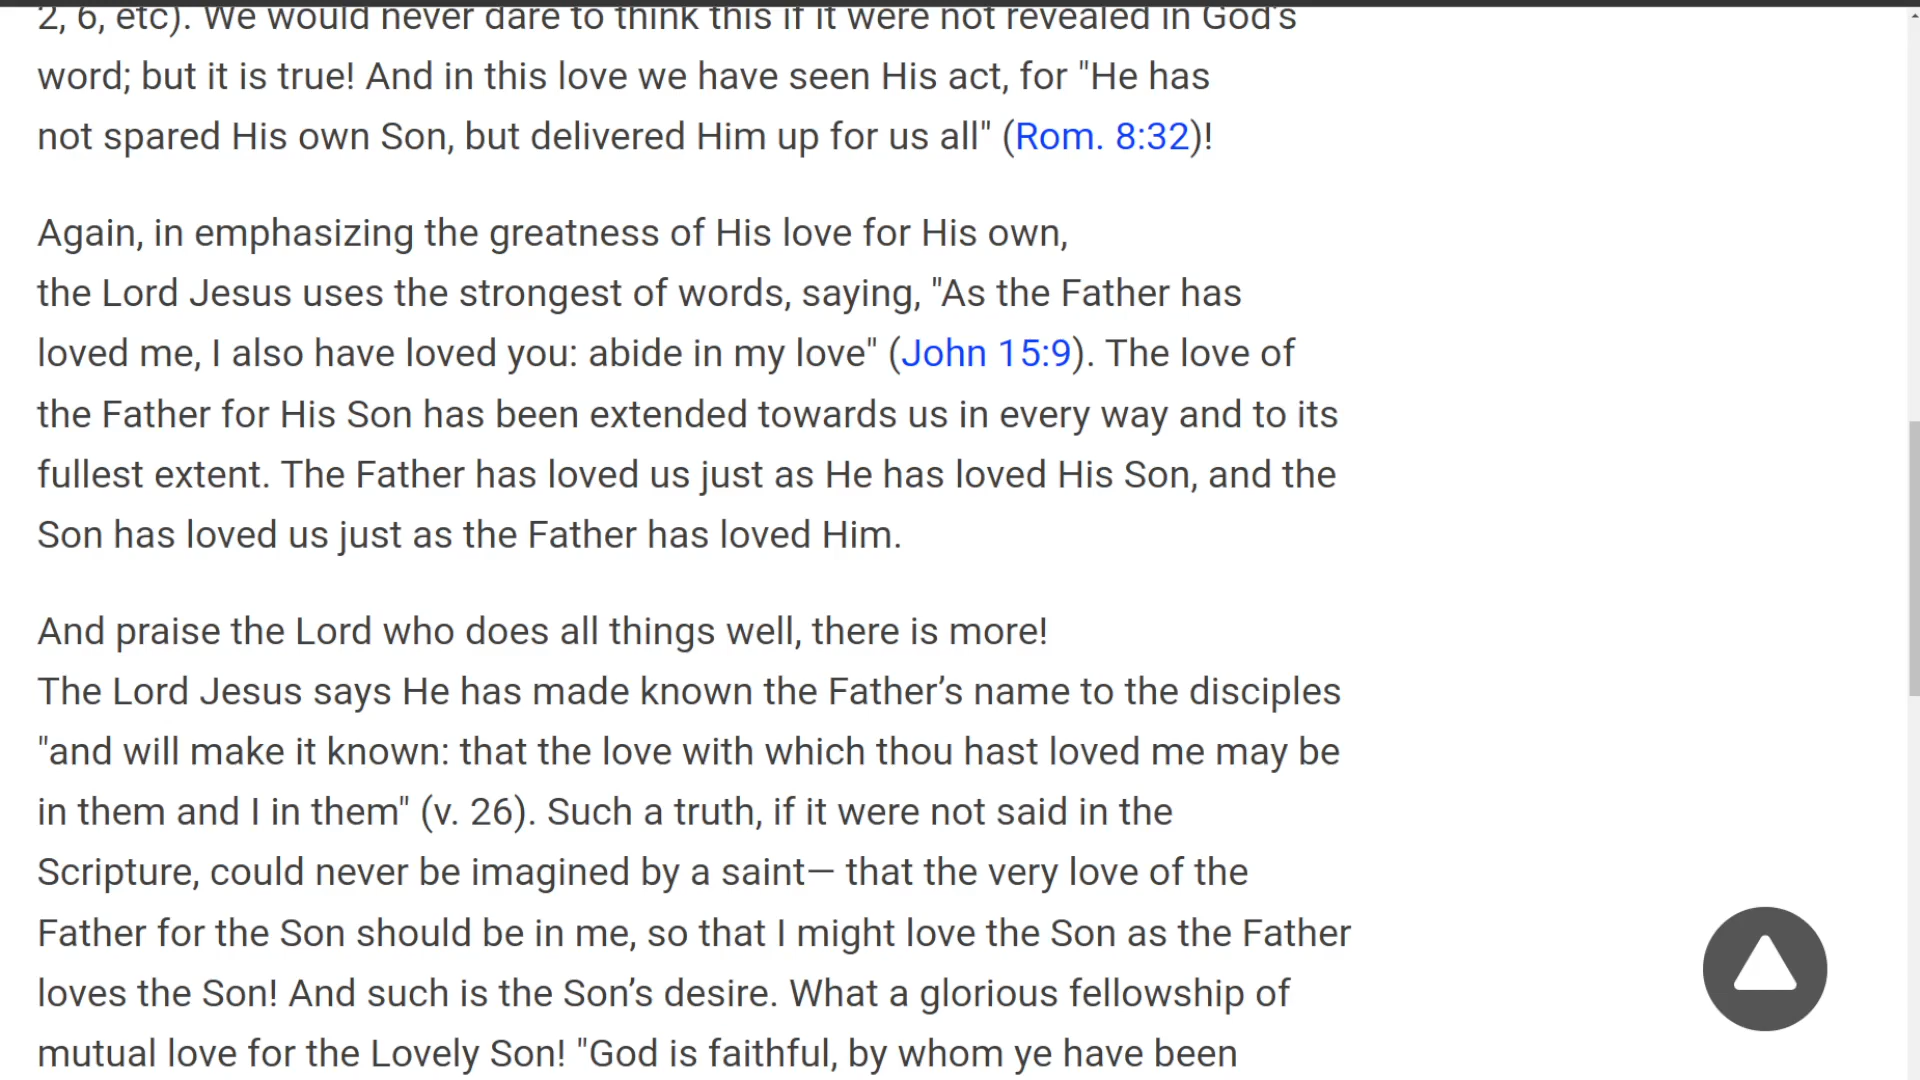 2, 6, etc). We would never dare to think this if it were not revealed in God's
word; but it is true! And in this love we have seen His act, for "He has
not spared His own Son, but delivered Him up for us all" (Rom. 8:32)!
Again, in emphasizing the greatness of His love for His own,
the Lord Jesus uses the strongest of words, saying, "As the Father has
loved me, I also have loved you: abide in my love" (John 15:9). The love of
the Father for His Son has been extended towards us in every way and to its
fullest extent. The Father has loved us just as He has loved His Son, and the
Son has loved us just as the Father has loved Him.
And praise the Lord who does all things well, there is more!
The Lord Jesus says He has made known the Father’s name to the disciples
"and will make it known: that the love with which thou hast loved me may be
in them and I in them" (v. 26). Such a truth, if it were not said in the
Scripture, could never be imagined by a saint— that the very love of the
Father for the Son should be in me, so that I might love the Son as the Father
loves the Son! And such is the Son’s desire. What a glorious fellowship of
mutual love for the Lovely Son! "God is faithful, by whom ye have been